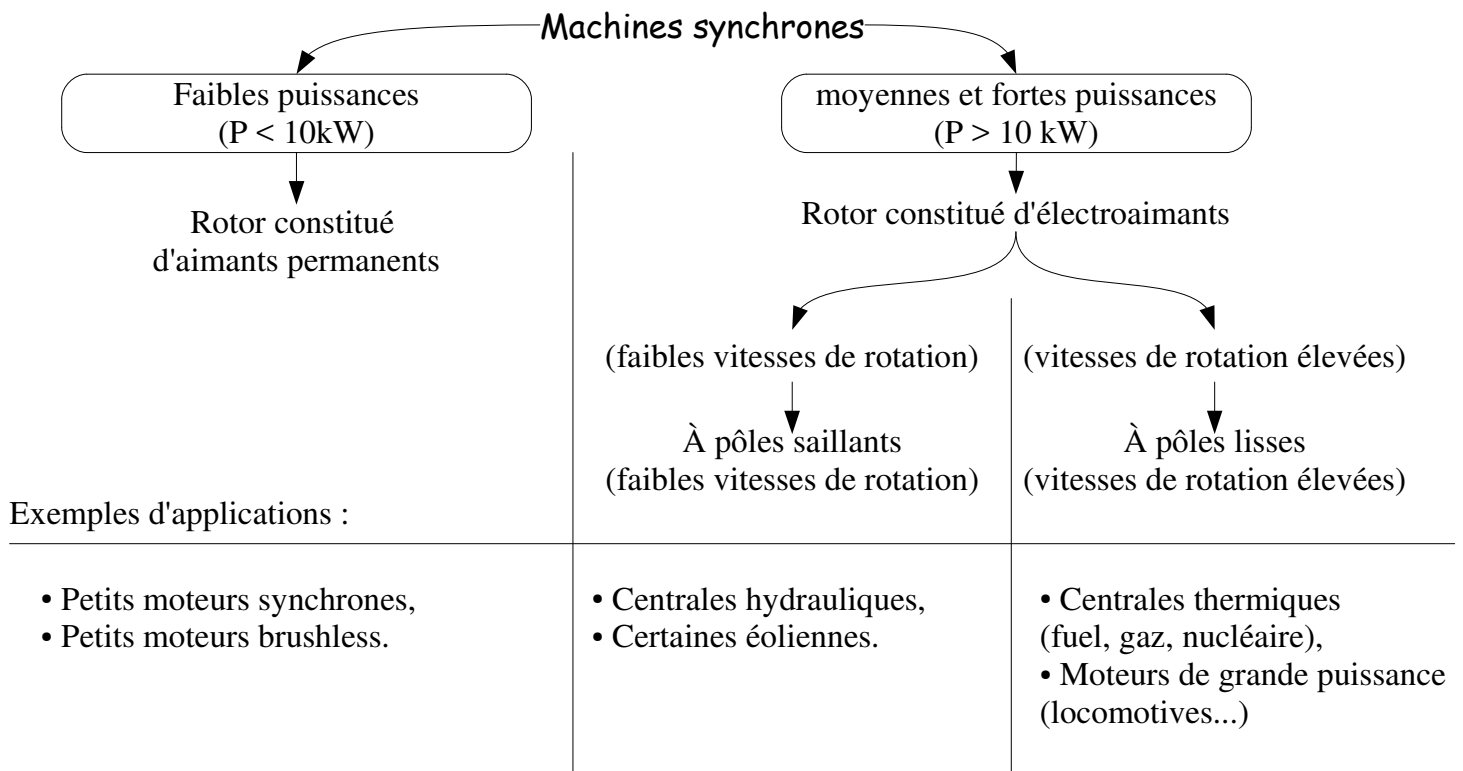 Machines synchrones
Faibles puissances
(P < 10kW)
moyennes et fortes puissances
(P > 10 kW)
Rotor constitué
d'aimants permanents
Rotor constitué d'électroaimants
(faibles vitesses de rotation)
(vitesses de rotation élevées)
À pôles saillants
(faibles vitesses de rotation)
À pôles lisses
(vitesses de rotation élevées)
Exemples d'applications :
• Petits moteurs synchrones,
• Petits moteurs brushless.
• Centrales hydrauliques,
• Certaines éoliennes.
• Centrales thermiques
(fuel, gaz, nucléaire),
• Moteurs de grande puissance
(locomotives...)